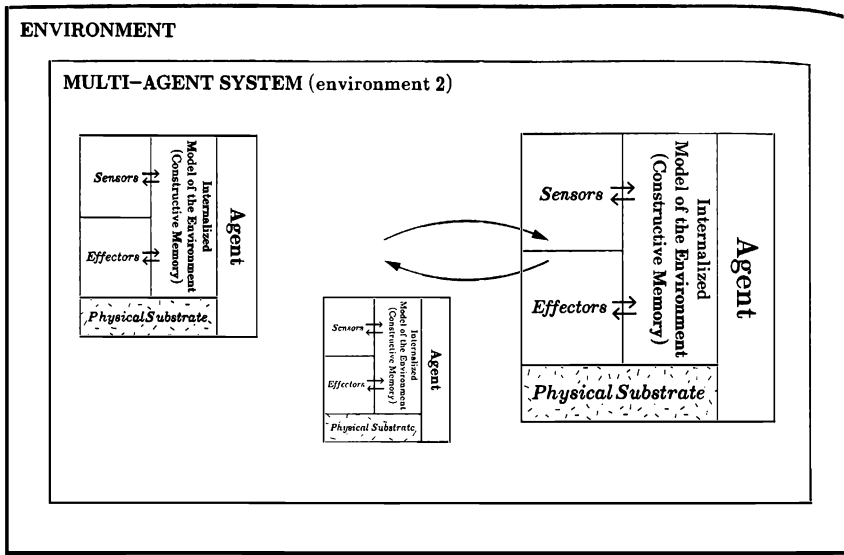 ENVIRONMENT
MULTI-AGENT SYSTEM (environment 2)
Sensors
Effectors
Internalized
Model of the Environment
(Constructive Memory)
Agent
Physical Substrate
Sensors
Effectors
Internalized
Model of the Environment
(Constructive Memory)
Agent
Physical Substrate
Sensors
Effectors
Internalized
Model of the Environment
(Constructive Memory)
Agent
Physical Substrate